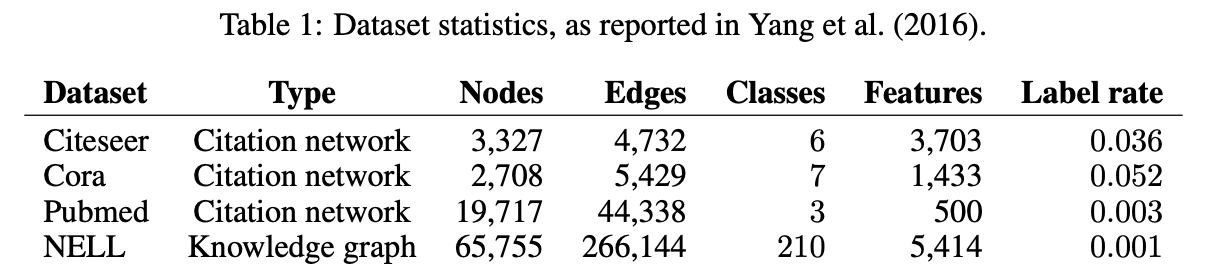 Table 1: Dataset statistics, as reported in Yang et al. (2016).
Dataset Type Nodes Edges Classes Features Label rate
Citeseer Citation network 3,327 4,732 6 3,703 0.036
Cora Citation network 2,708 5,429 7 1,433 0.052
Pubmed Citation network 19,717 44,338 3 500 0.003
NELL Knowledge graph 65,755 266,144 210 5,414 0.001